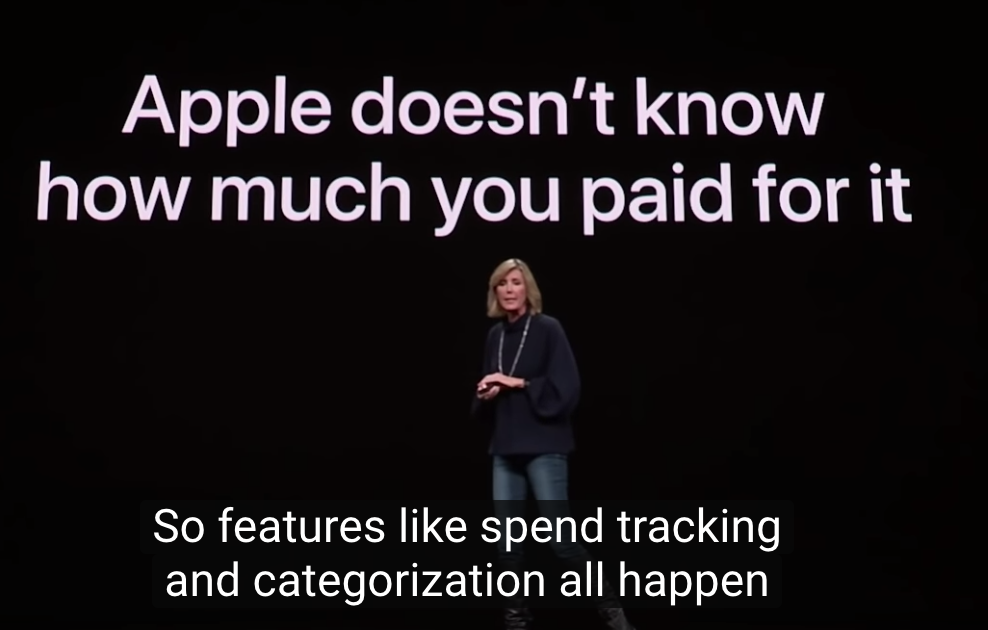 Apple doesn’t know
how much you paid for it
So features like spend tracking
and categorization all happen